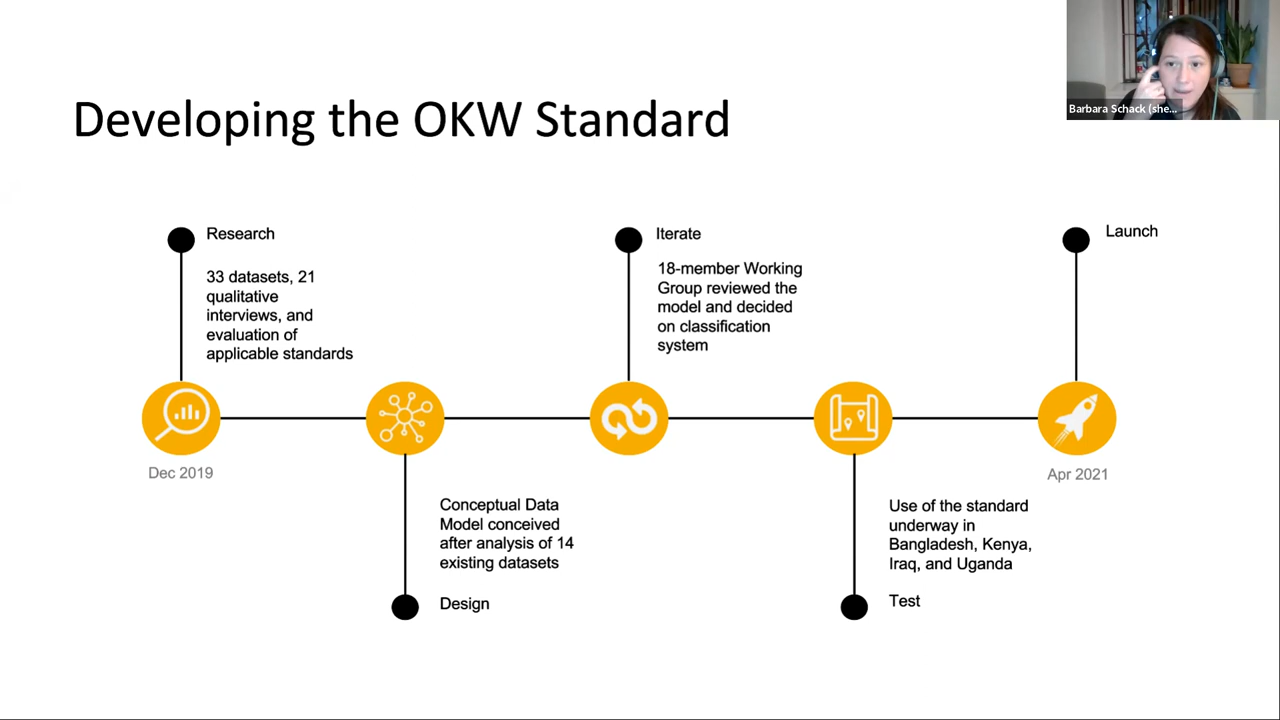 Barbara Schack (she...
Developing the OKW Standard
Research
33 datasets, 21
qualitative
interviews, and
evaluation of
applicable standards
Iterate
18-member Working
Group reviewed the
model and decided
on classification
system
Launch
Dec 2019
Apr 2021
Conceptual Data
Model conceived
after analysis of 14
existing datasets
Design
Use of the standard
underway in
Bangladesh, Kenya,
Iraq, and Uganda
Test